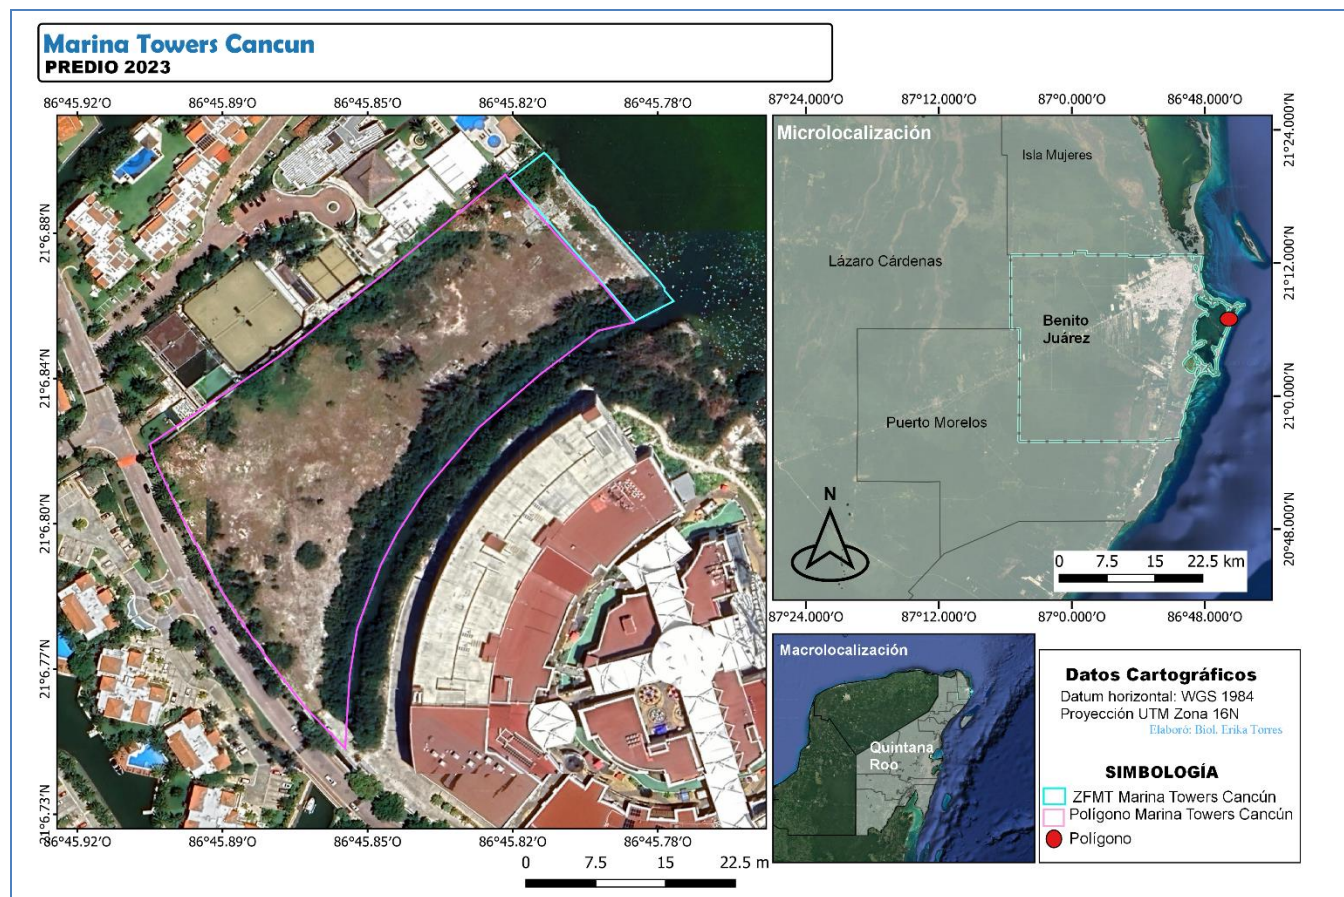 Marina Towers Cancun
PREDIO 2023
86°45.92′O 86°45.89′O 86°45.85′O 86°45.82′O 86°45.78′O
21°6.88′N
21°6.84′N
21°6.80′N
21°6.77′N
21°6.73′N
86°45.92′O 86°45.89′O 86°45.85′O 86°45.82′O 86°45.78′O
0 7.5 15 22.5 m
87°24.000′O 87°12.000′O 87°0.000′O 86°48.000′O
Microlocalización
Isla Mujeres
Lázaro Cárdenas
Benito
Juárez
Puerto Morelos
N
0 7.5 15 22.5 km
21°24.000′N
21°12.000′N
21°0.000′N
20°48.000′N
87°24.000′O 87°12.000′O 87°0.000′O 86°48.000′O
Macrolocalización
Quintana
Roo
Datos Cartográficos
Datum horizontal: WGS 1984
Proyección UTM Zona 16N
Elaboró: Biol. Erika Torres
SIMBOLOGÍA
ZFMT Marina Towers Cancún
Polígono Marina Towers Cancún
Polígono